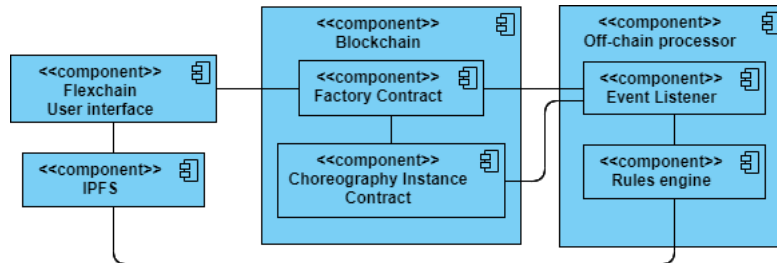 <<component>>
Flexchain
User interface
<<component>>
IPFS
<<component>>
Blockchain
<<component>>
Factory Contract
<<component>>
Choreography Instance
Contract
<<component>>
Off-chain processor
<<component>>
Event Listener
<<component>>
Rules engine